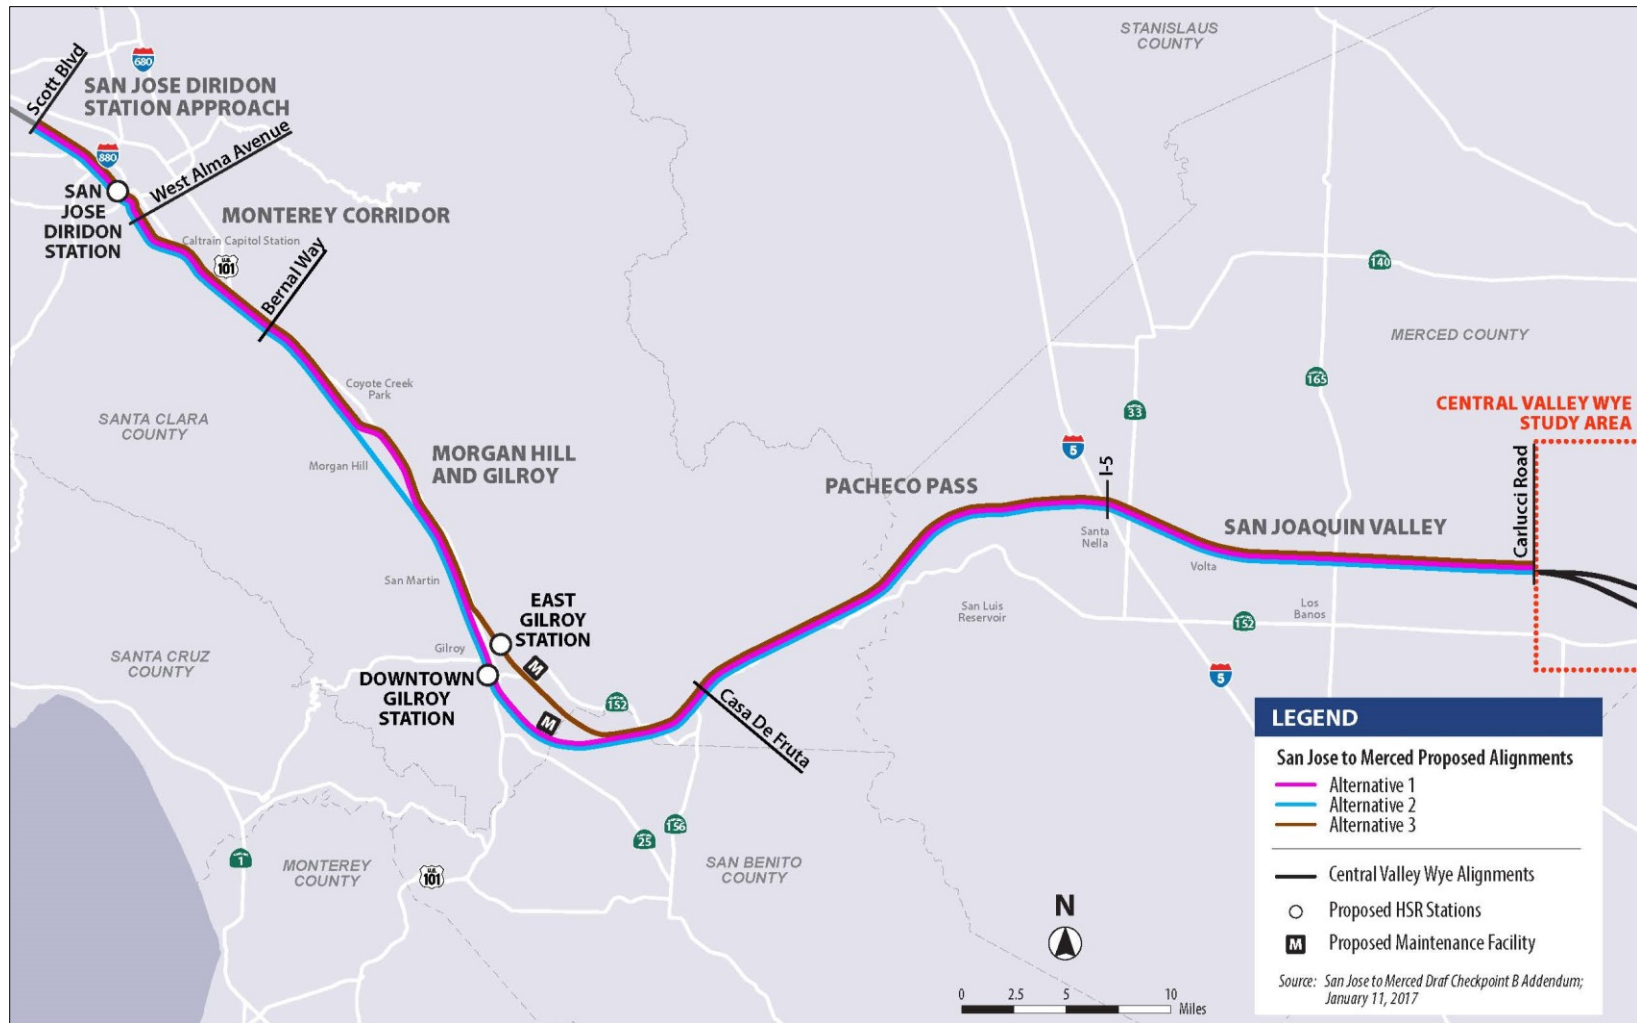 STANISLAUS
COUNTY
Scott Blvd
680
SAN JOSE DIRIDON
STATION APPROACH
880
West Alma Avenue
SAN
JOSE
DIRIDON
STATION
MONTEREY CORRIDOR
Caltrain Capitol Station
U.S.
101
Bernal Way
140
MERCED COUNTY
165
33
Coyote Creek
Park
SANTA CLARA
COUNTY
CENTRAL VALLEY WYE
STUDY AREA
MORGAN HILL
AND GILROY
Morgan Hill
5
I-5
PACHECO PASS
Carlucci Road
SAN JOAQUIN VALLEY
Santa
Nella
Volta
San Martin
EAST
GILROY
STATION
San Luis
Reservoir
Los
Banos
152
Gilroy
M
SANTA CRUZ
COUNTY
DOWNTOWN
GILROY
STATION
M
152
Casa De Fruta
5
LEGEND
San Jose to Merced Proposed Alignments
Alternative 1
Alternative 2
Alternative 3
Central Valley Wye Alignments
Proposed HSR Stations
M Proposed Maintenance Facility
Source: San Jose to Merced Draf Checkpoint B Addendum;
January 11, 2017
156
25
1
MONTEREY
COUNTY
U.S.
101
SAN BENITO
COUNTY
N
0 2.5 5 10
Miles